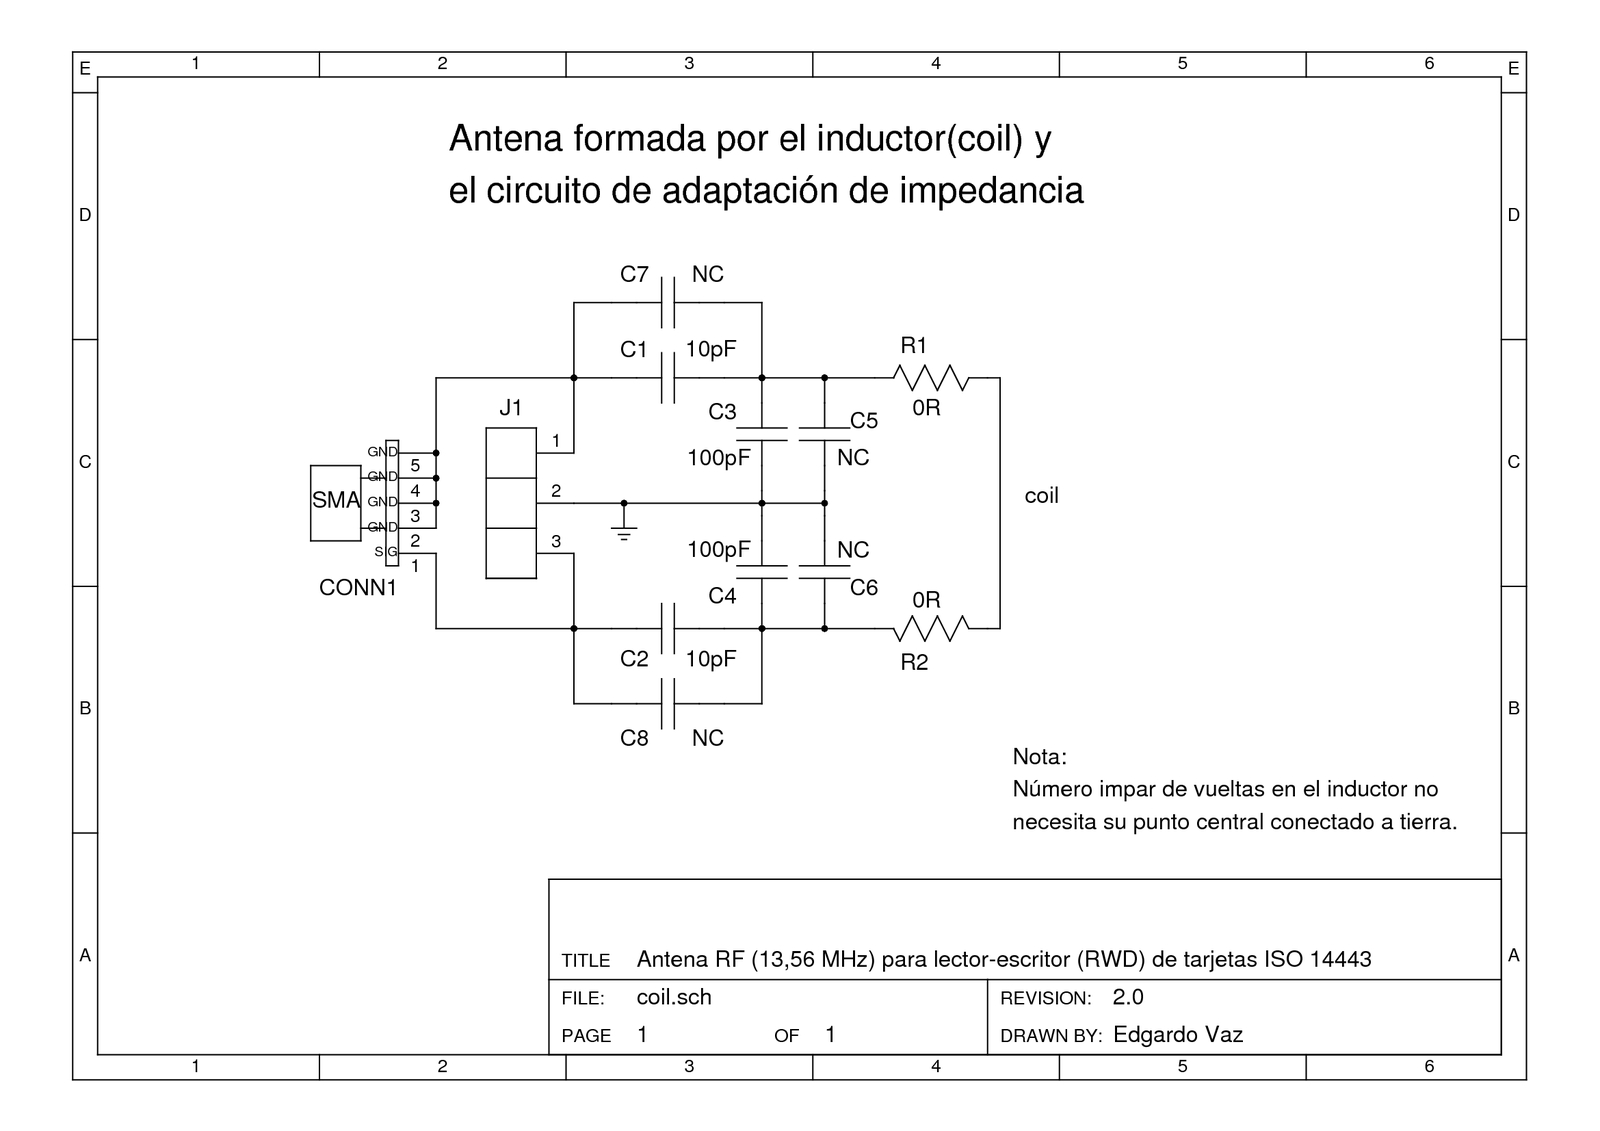 1 2 3 4 5 6
E E
Antena formada por el inductor(coil) y
el circuito de adaptación de impedancia
D D
C7 NC
C1 10pF
R1
0R
J1
C3
C5
100pF
NC
1
2
3
C C
GND
5
GND
4
GND
3
GND
2
SG
1
SMA
CONN1
coil
100pF
NC
C4
C6
0R
R2
C2 10pF
C8 NC
B B
Nota:
Número impar de vueltas en el inductor no
necesita su punto central conectado a tierra.
A A
TITLE Antena RF (13,56 MHz) para lector-escritor (RWD) de tarjetas ISO 14443
FILE: coil.sch
REVISION: 2.0
PAGE 1 OF 1
DRAWN BY: Edgardo Vaz
1 2 3 4 5 6